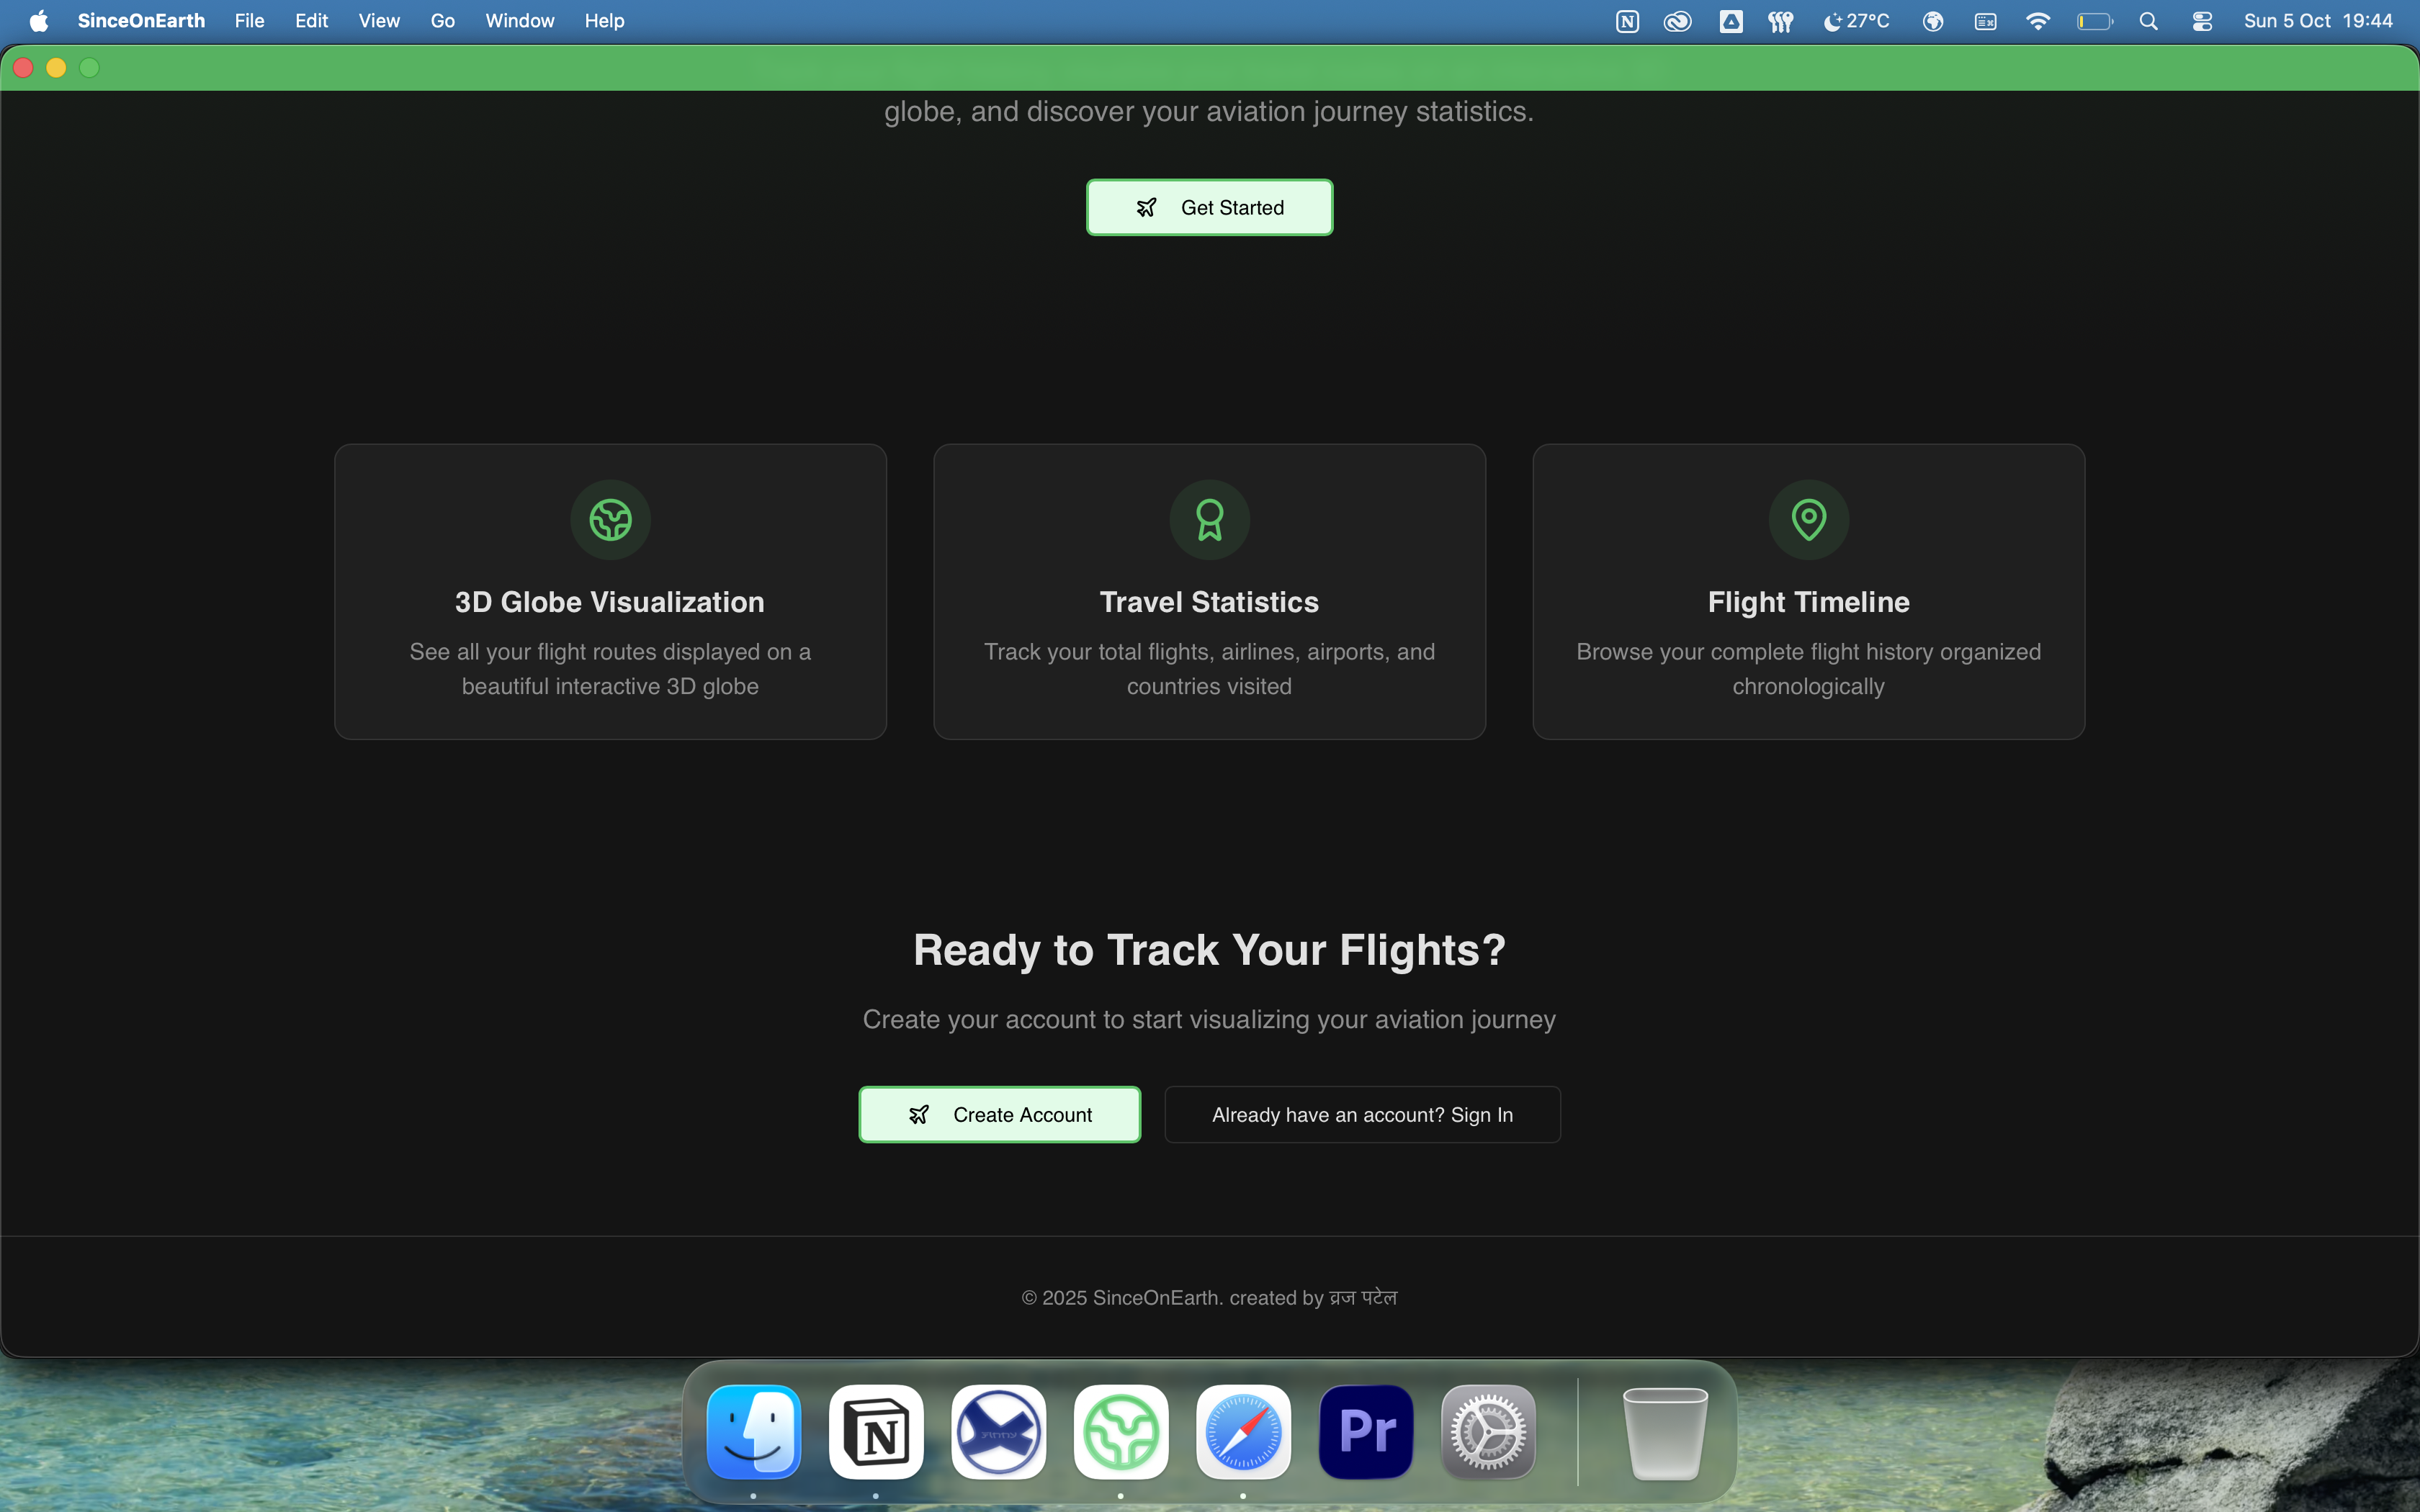 SinceOnEarth File Edit View Go Window Help
27°C Sun 5 Oct 19:44
globe, and discover your aviation journey statistics.
Get Started
3D Globe Visualization
See all your flight routes displayed on a
beautiful interactive 3D globe
Travel Statistics
Track your total flights, airlines, airports, and
countries visited
Flight Timeline
Browse your complete flight history organized
chronologically
Ready to Track Your Flights?
Create your account to start visualizing your aviation journey
Create Account
Already have an account? Sign In
© 2025 SinceOnEarth. created by व्रज पटेल
N
Pr